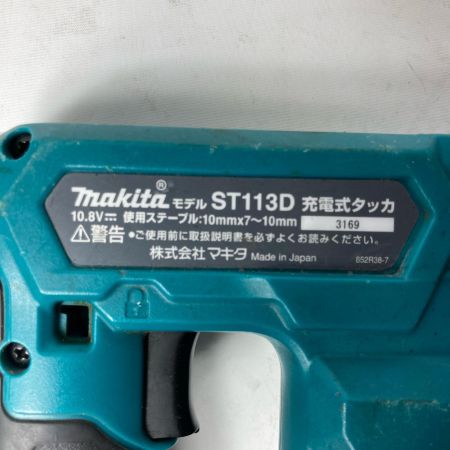 makita® モデル ST113D 充電式タッカ
10.8V⎓ 使用ステープル:10mmx7〜10mm 3169
⚠警告 •ご使用前に取扱説明書を必ずよくお読みください。
株式会社マキタ Made in Japan 852R38-7